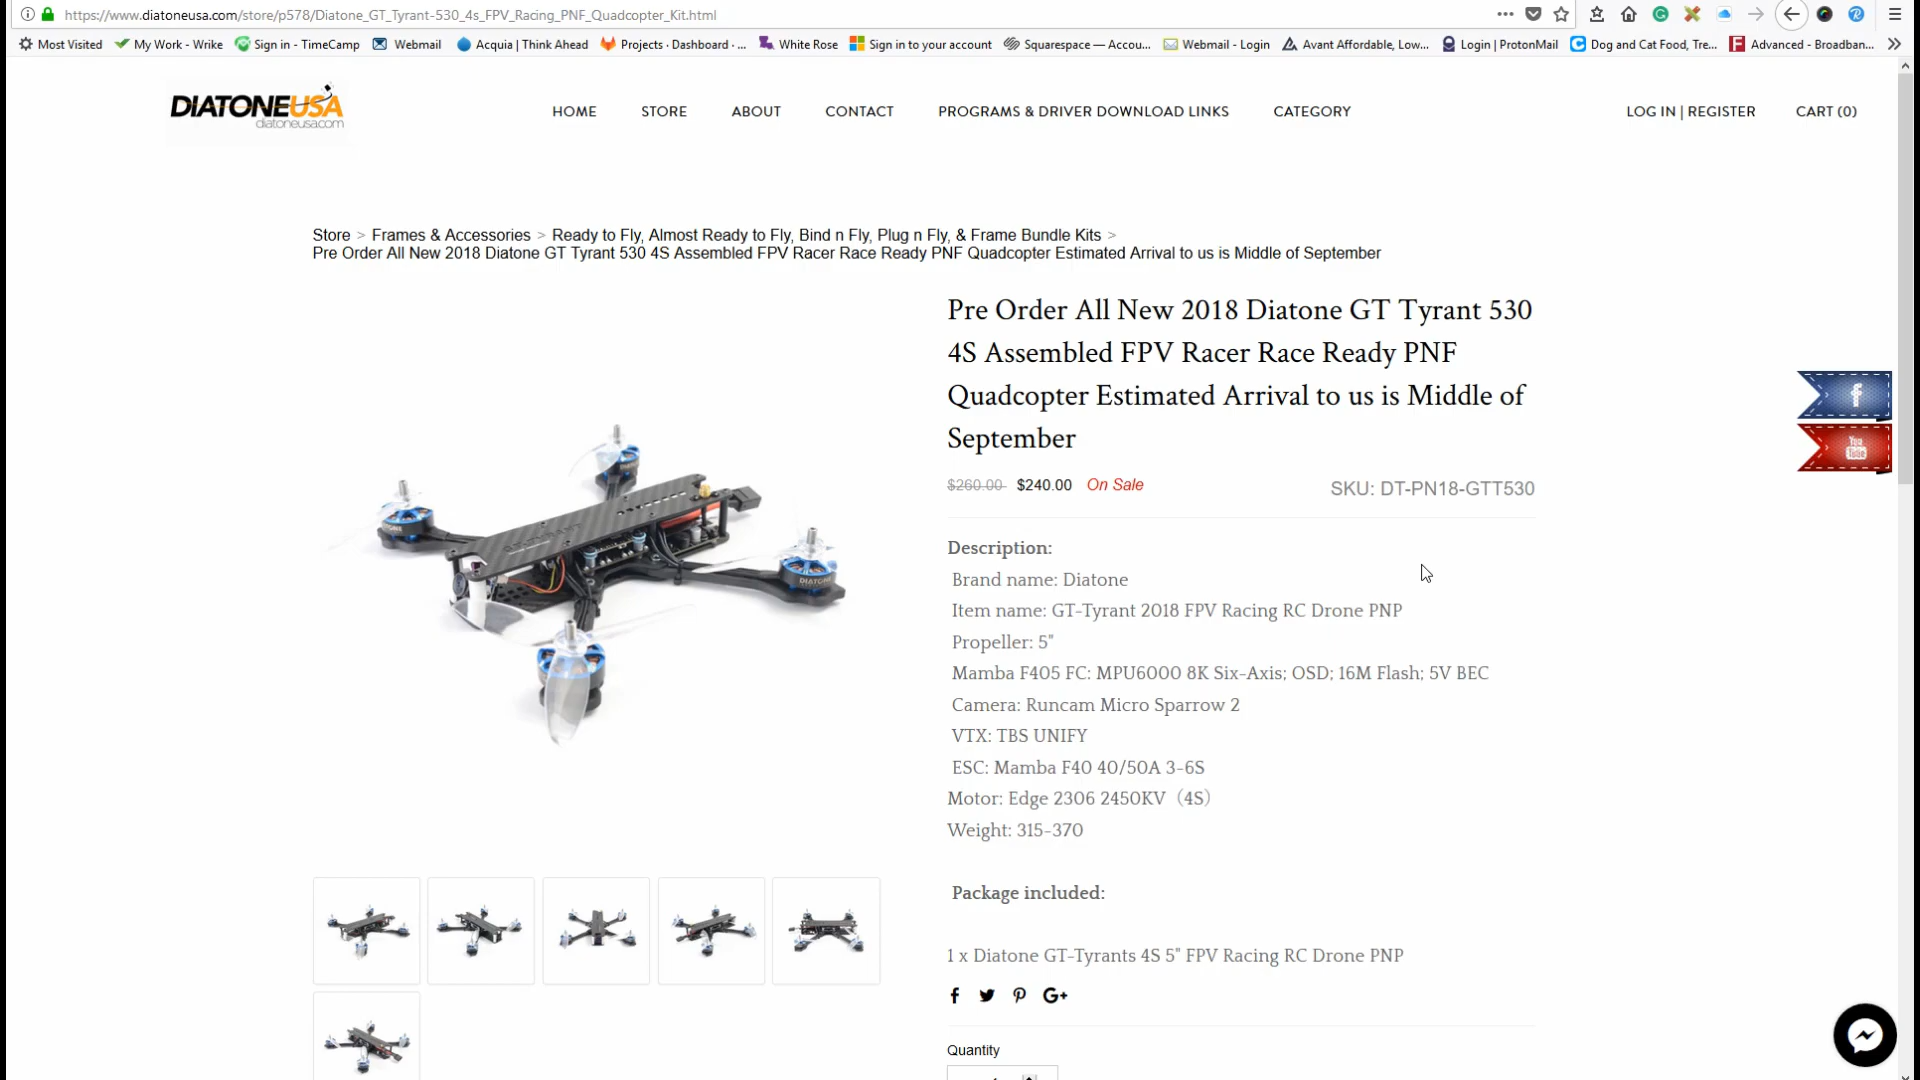 https://www.diatoneusa.com/store/p578/Diatone_GT_Tyrant-530_4s_FPV_Racing_PNF_Quadcopter_Kit.html
Most Visited My Work - Wrike Sign in - TimeCamp Webmail Acquia | Think Ahead Projects · Dashboard · ... White Rose Sign in to your account Squarespace — Accou... Webmail - Login Avant Affordable, Low... Login | ProtonMail Dog and Cat Food, Tre... Advanced - Broadban...
DIATONEUSA
diatoneusa.com
HOME STORE ABOUT CONTACT PROGRAMS & DRIVER DOWNLOAD LINKS CATEGORY LOG IN | REGISTER CART (0)
Store > Frames & Accessories > Ready to Fly, Almost Ready to Fly, Bind n Fly, Plug n Fly, & Frame Bundle Kits >
Pre Order All New 2018 Diatone GT Tyrant 530 4S Assembled FPV Racer Race Ready PNF Quadcopter Estimated Arrival to us is Middle of September
Pre Order All New 2018 Diatone GT Tyrant 530
4S Assembled FPV Racer Race Ready PNF
Quadcopter Estimated Arrival to us is Middle of
September
$260.00 $240.00 On Sale SKU: DT-PN18-GTT530
Description:
Brand name: Diatone
Item name: GT-Tyrant 2018 FPV Racing RC Drone PNP
Propeller: 5"
Mamba F405 FC: MPU6000 8K Six-Axis; OSD; 16M Flash; 5V BEC
Camera: Runcam Micro Sparrow 2
VTX: TBS UNIFY
ESC: Mamba F40 40/50A 3-6S
Motor: Edge 2306 2450KV（4S）
Weight: 315-370
Package included:
1 x Diatone GT-Tyrants 4S 5" FPV Racing RC Drone PNP
Quantity
You
Tube
DIATONE